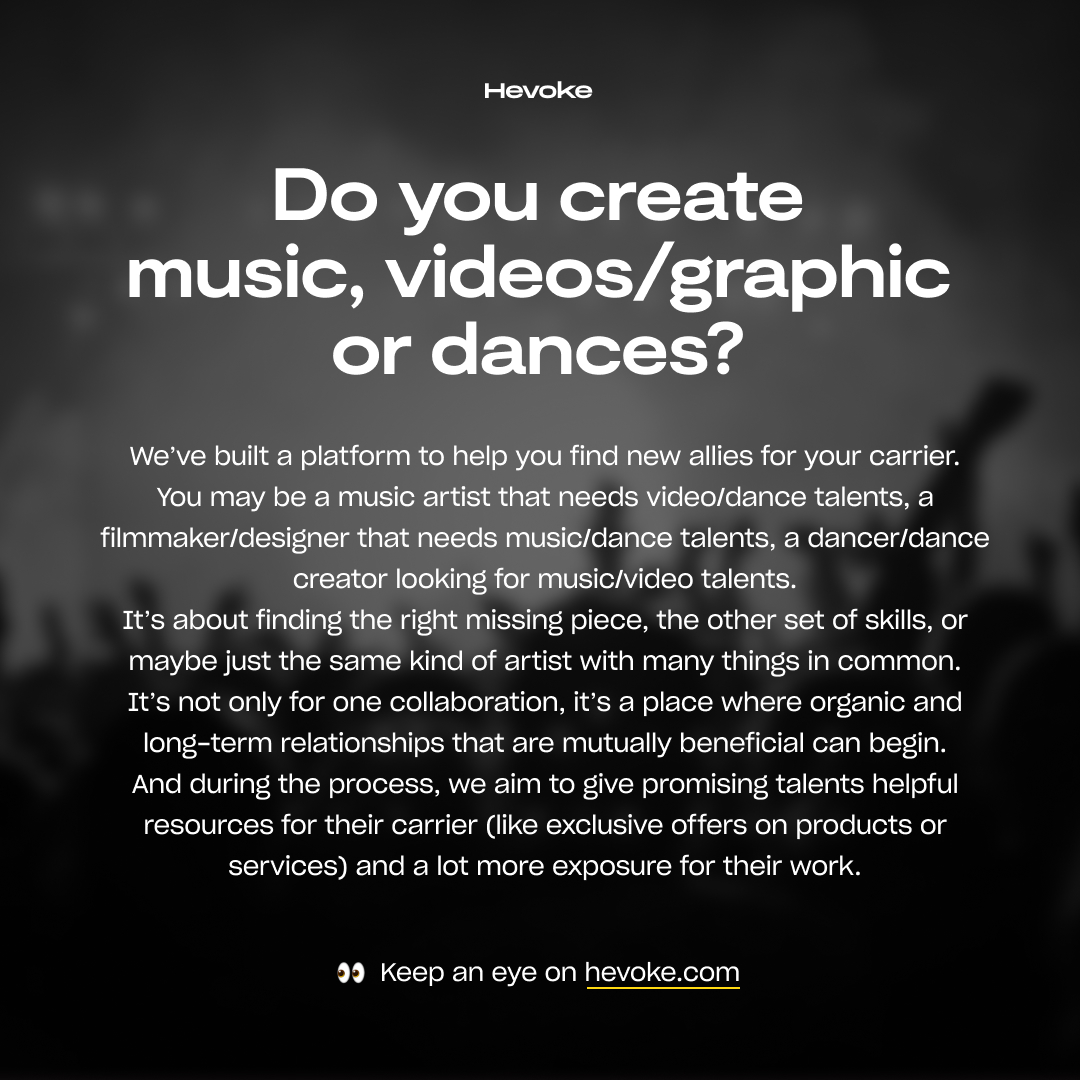 Hevoke
Do you create
music, videos/graphic
or dances?
We’ve built a platform to help you find new allies for your carrier.
You may be a music artist that needs video/dance talents, a
filmmaker/designer that needs music/dance talents, a dancer/dance
creator looking for music/video talents.
It’s about finding the right missing piece, the other set of skills, or
maybe just the same kind of artist with many things in common.
It’s not only for one collaboration, it’s a place where organic and
long-term relationships that are mutually beneficial can begin.
And during the process, we aim to give promising talents helpful
resources for their carrier (like exclusive offers on products or
services) and a lot more exposure for their work.
👀 Keep an eye on hevoke.com